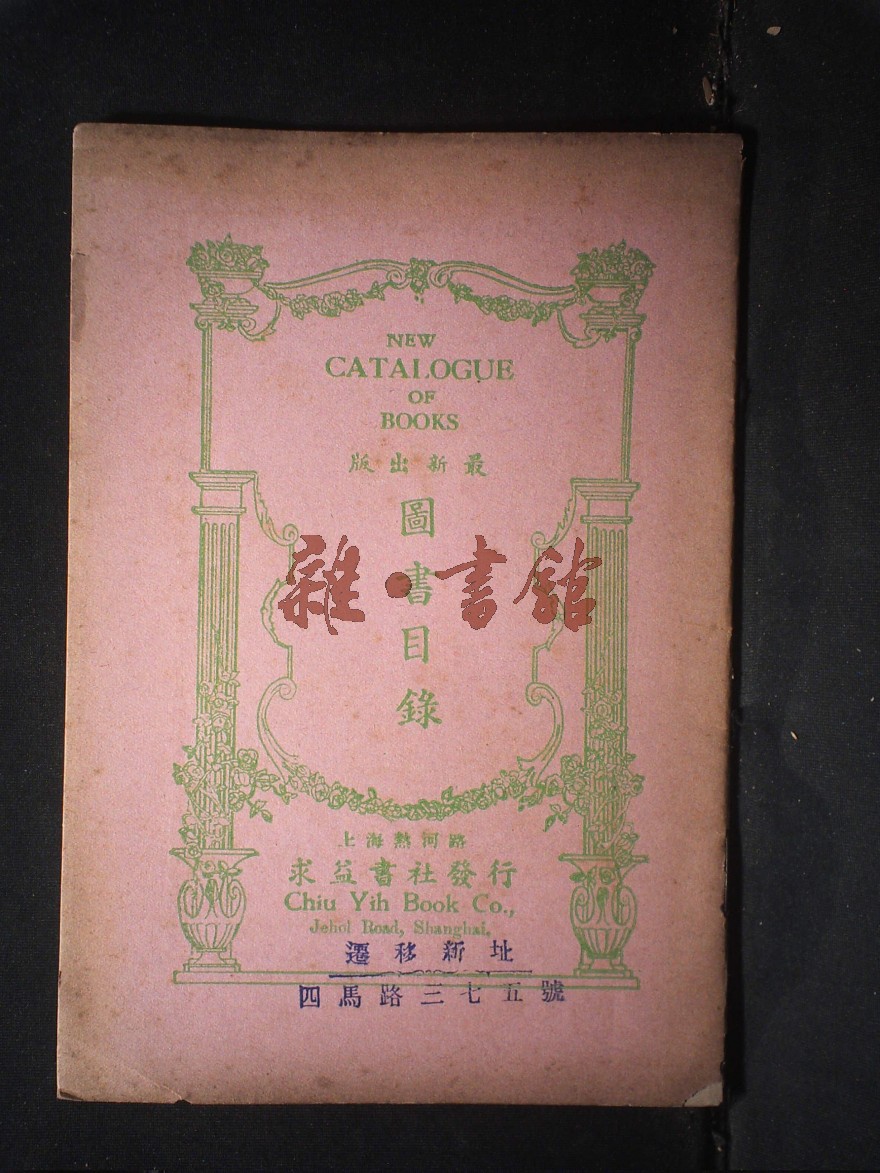 NEW
CATALOGUE
OF
BOOKS
最新出版
圖書目錄
雜·書館
上海熱河路
求益書社發行
Chiu Yih Book Co.,
Jehol Road, Shanghai,
遷移新址
四馬路三七五號